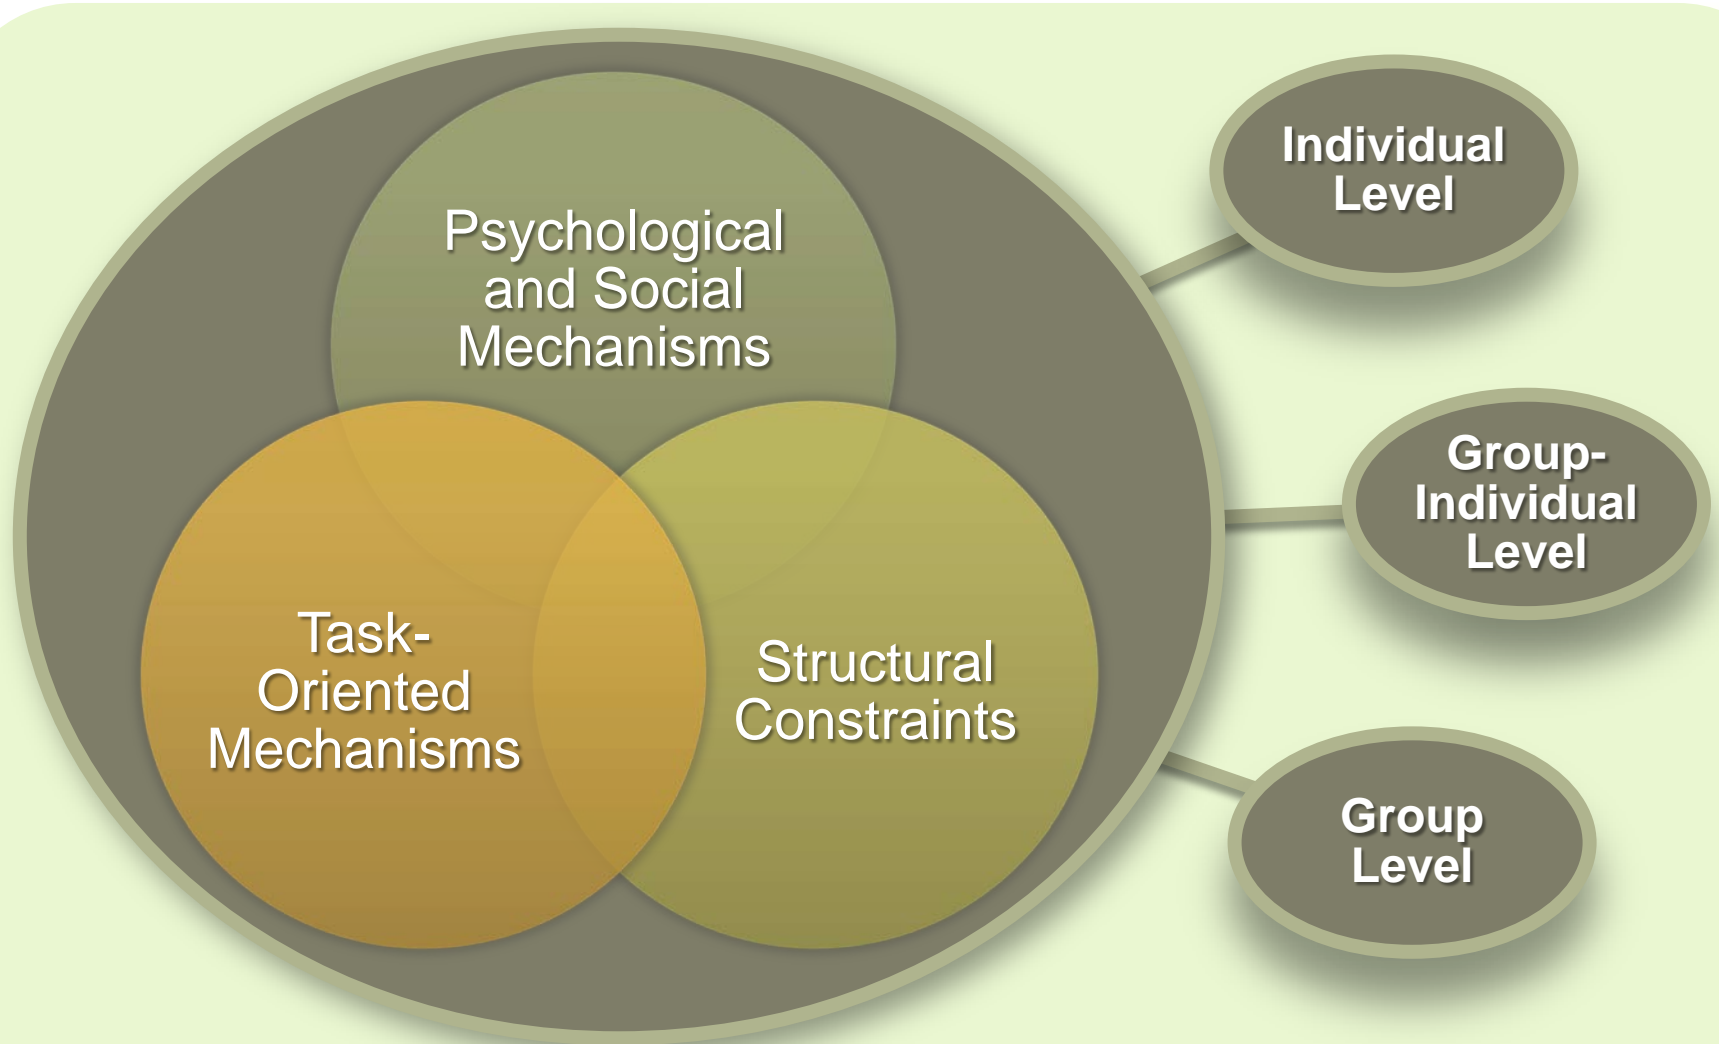 Psychological
and Social
Mechanisms
Task-
Oriented
Mechanisms
Structural
Constraints
Individual
Level
Group-
Individual
Level
Group
Level